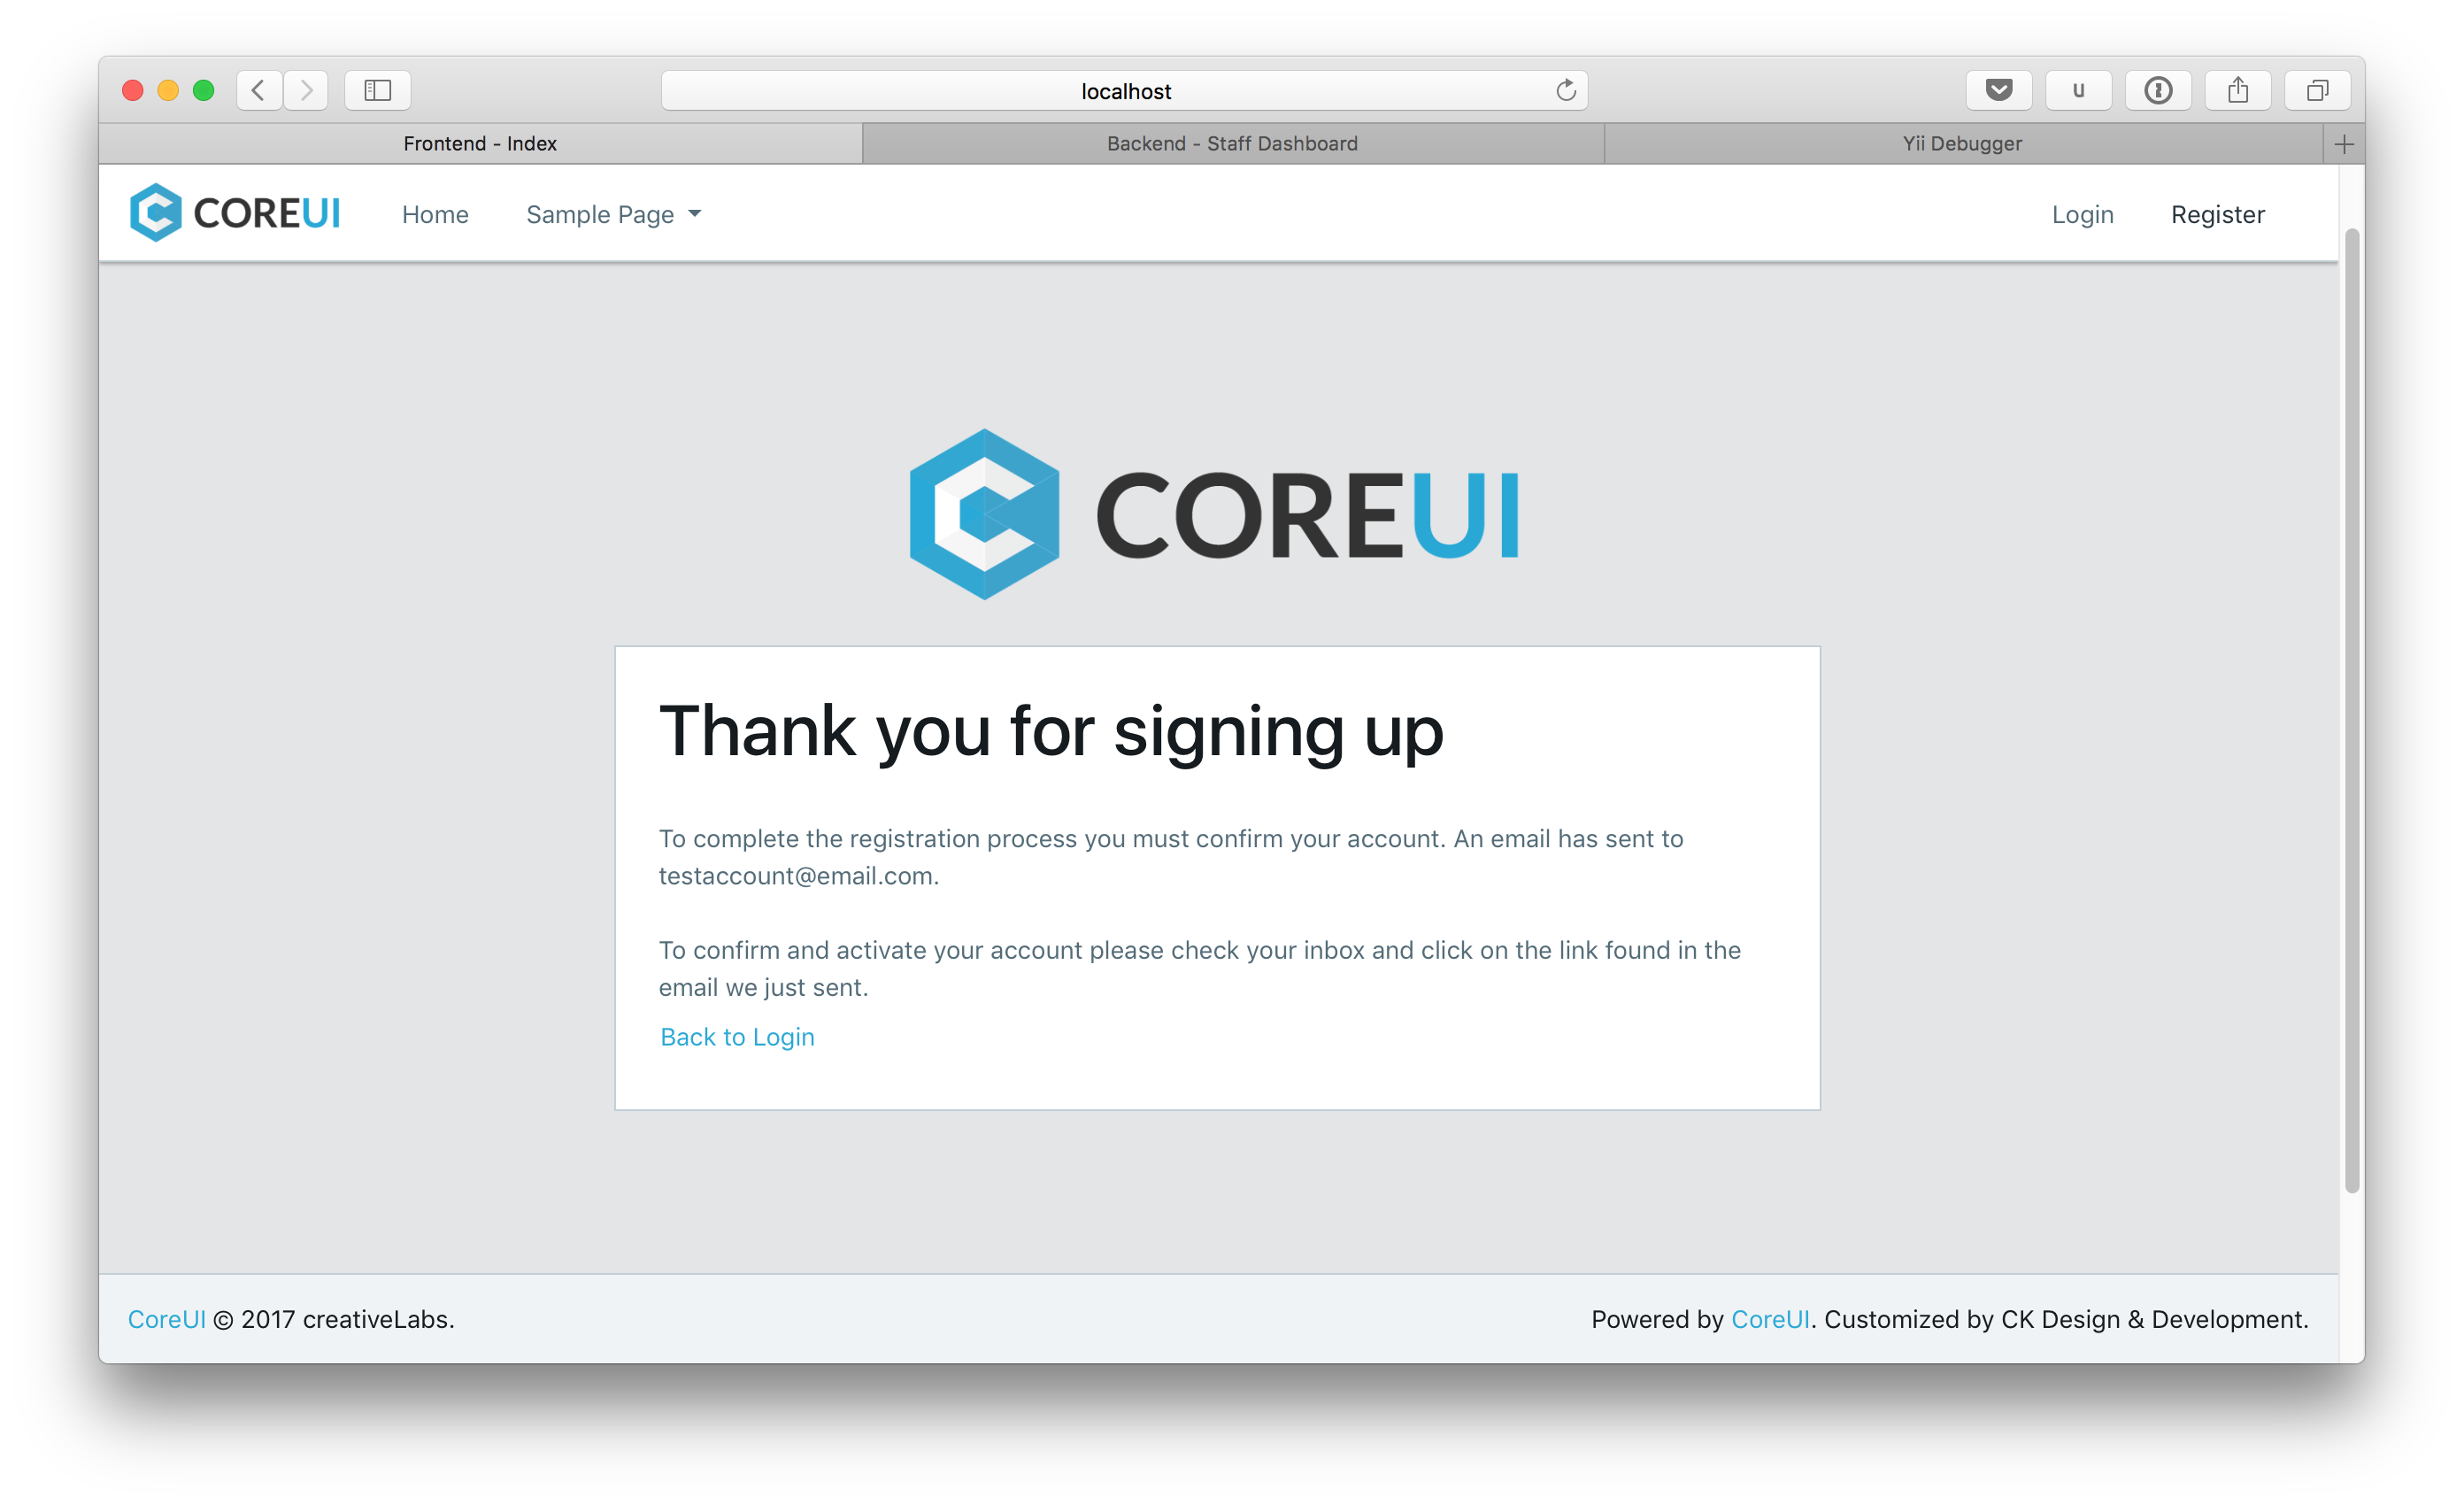 localhost
Frontend - Index
Backend - Staff Dashboard
Yii Debugger
COREUI
Home
Sample Page
Login
Register
COREUI
Thank you for signing up
To complete the registration process you must confirm your account. An email has sent to
testaccount@email.com.
To confirm and activate your account please check your inbox and click on the link found in the
email we just sent.
Back to Login
CoreUI © 2017 creativeLabs.
Powered by CoreUI. Customized by CK Design & Development.